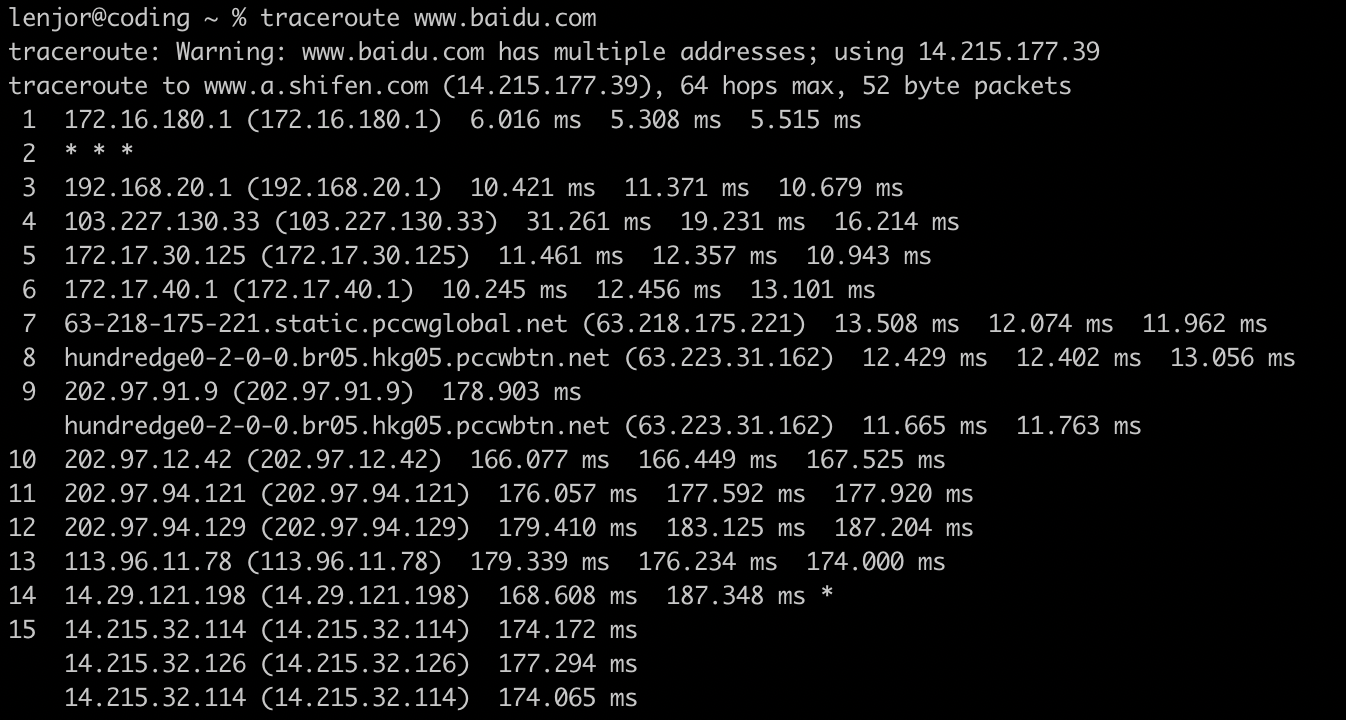 lenjor@coding ~ % traceroute www.baidu.com
traceroute: Warning: www.baidu.com has multiple addresses; using 14.215.177.39
traceroute to www.a.shifen.com (14.215.177.39), 64 hops max, 52 byte packets
 1  172.16.180.1 (172.16.180.1)  6.016 ms  5.308 ms  5.515 ms
 2  * * *
 3  192.168.20.1 (192.168.20.1)  10.421 ms  11.371 ms  10.679 ms
 4  103.227.130.33 (103.227.130.33)  31.261 ms  19.231 ms  16.214 ms
 5  172.17.30.125 (172.17.30.125)  11.461 ms  12.357 ms  10.943 ms
 6  172.17.40.1 (172.17.40.1)  10.245 ms  12.456 ms  13.101 ms
 7  63-218-175-221.static.pccwglobal.net (63.218.175.221)  13.508 ms  12.074 ms  11.962 ms
 8  hundredge0-2-0-0.br05.hkg05.pccwbtn.net (63.223.31.162)  12.429 ms  12.402 ms  13.056 ms
 9  202.97.91.9 (202.97.91.9)  178.903 ms
    hundredge0-2-0-0.br05.hkg05.pccwbtn.net (63.223.31.162)  11.665 ms  11.763 ms
10  202.97.12.42 (202.97.12.42)  166.077 ms  166.449 ms  167.525 ms
11  202.97.94.121 (202.97.94.121)  176.057 ms  177.592 ms  177.920 ms
12  202.97.94.129 (202.97.94.129)  179.410 ms  183.125 ms  187.204 ms
13  113.96.11.78 (113.96.11.78)  179.339 ms  176.234 ms  174.000 ms
14  14.29.121.198 (14.29.121.198)  168.608 ms  187.348 ms *
15  14.215.32.114 (14.215.32.114)  174.172 ms
    14.215.32.126 (14.215.32.126)  177.294 ms
    14.215.32.114 (14.215.32.114)  174.065 ms